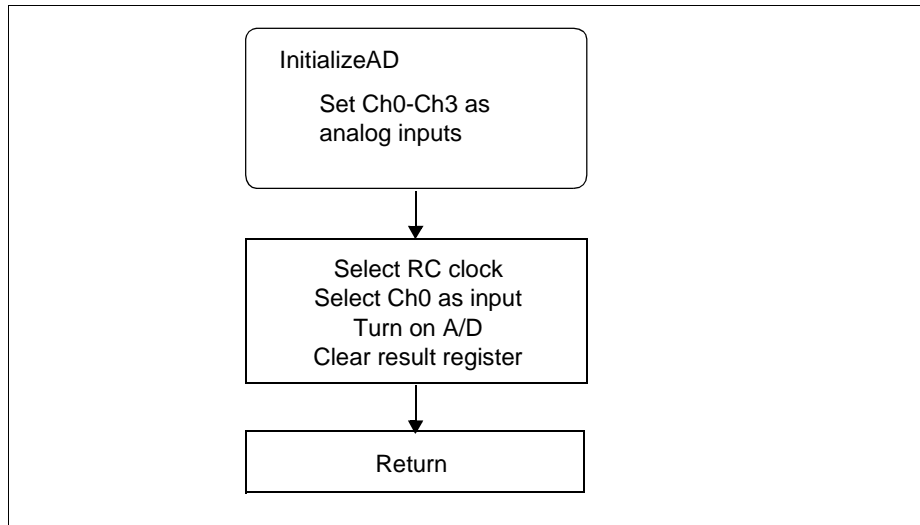 InitializeAD
Set Ch0-Ch3 as
analog inputs
Select RC clock
Select Ch0 as input
Turn on A/D
Clear result register
Return